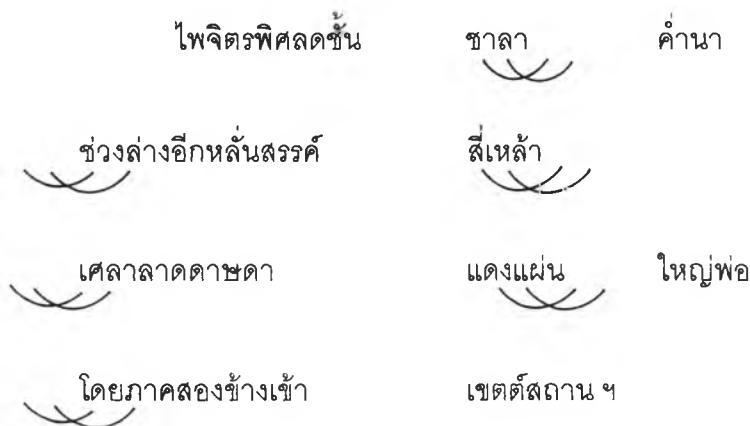 ไพจิตรพิศลดชั้น ชาลา ค่ำนา
ช่วงล่างอีกหลั่นสรรค์ สี่เหล้า
เศลาลาดดาษดา แดงแผ่น ใหญ่พ่อ
โดยภาคสองข้างเข้า เขตต์สถาน ฯ